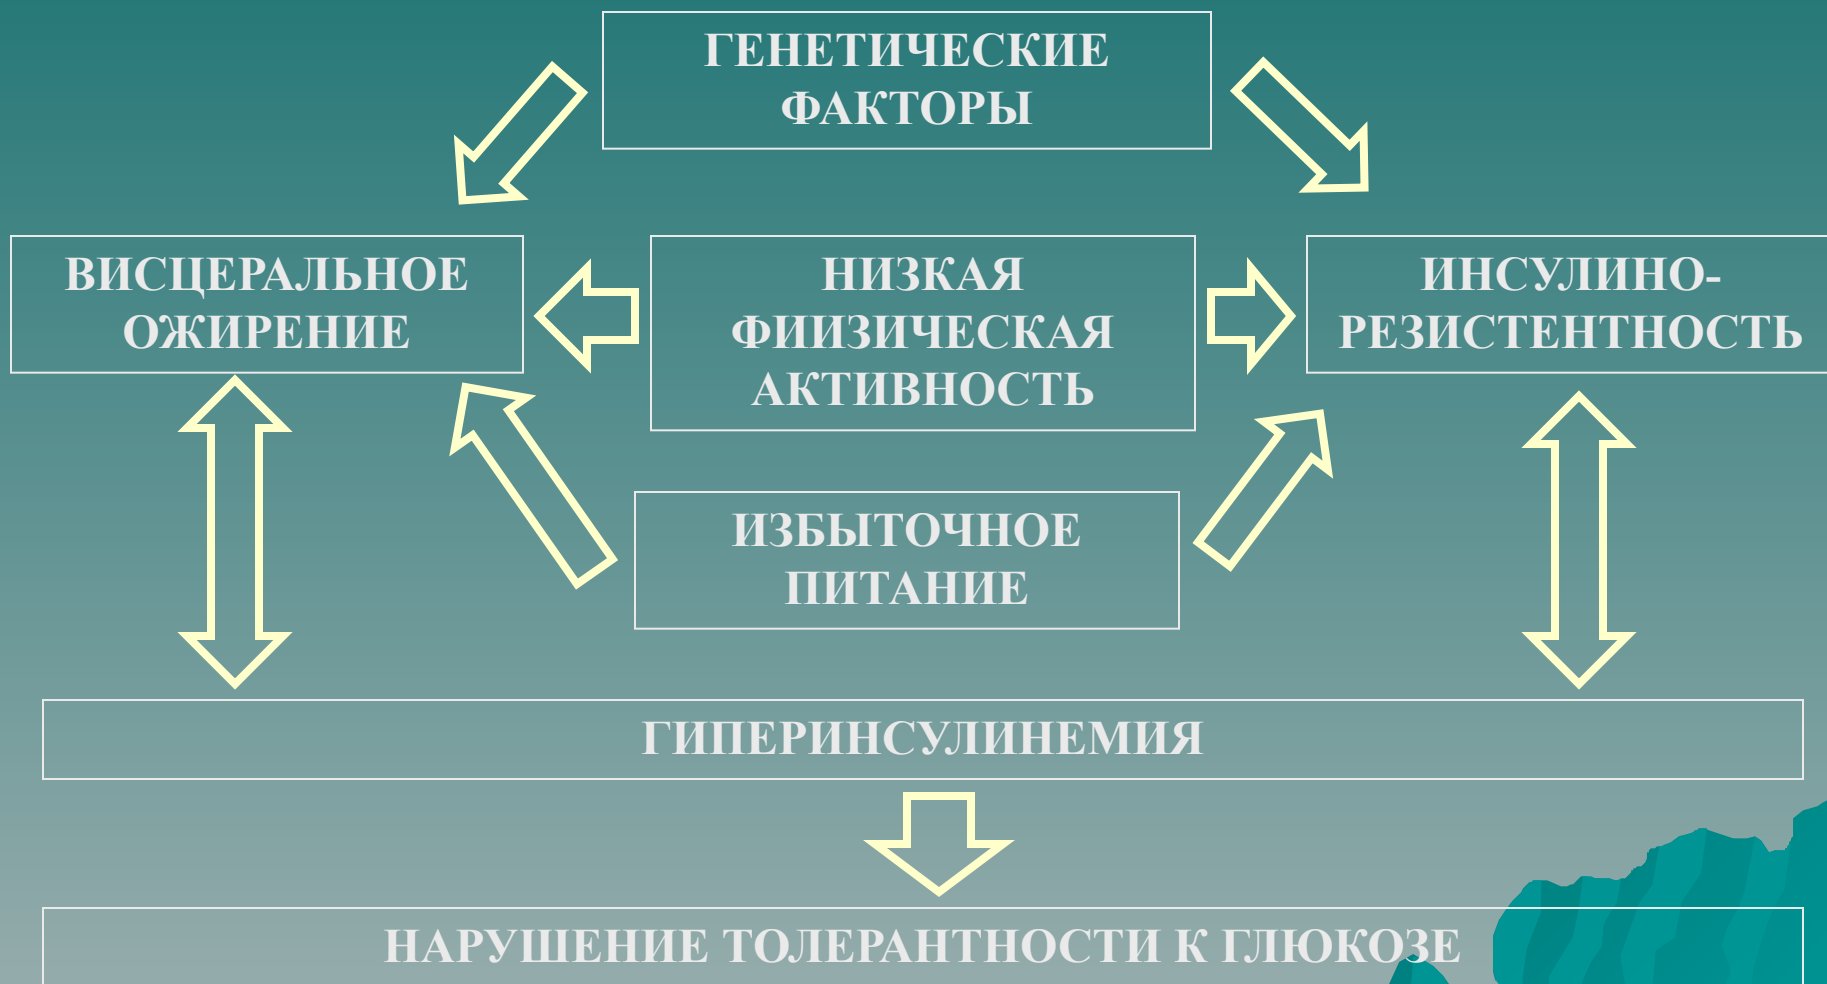 ГЕНЕТИЧЕСКИЕ
ФАКТОРЫ
ВИСЦЕРАЛЬНОЕ
ОЖИРЕНИЕ
НИЗКАЯ
ФИИЗИЧЕСКАЯ
АКТИВНОСТЬ
ИНСУЛИНО-
РЕЗИСТЕНТНОСТЬ
ИЗБЫТОЧНОЕ
ПИТАНИЕ
ГИПЕРИНСУЛИНЕМИЯ
НАРУШЕНИЕ ТОЛЕРАНТНОСТИ К ГЛЮКОЗЕ